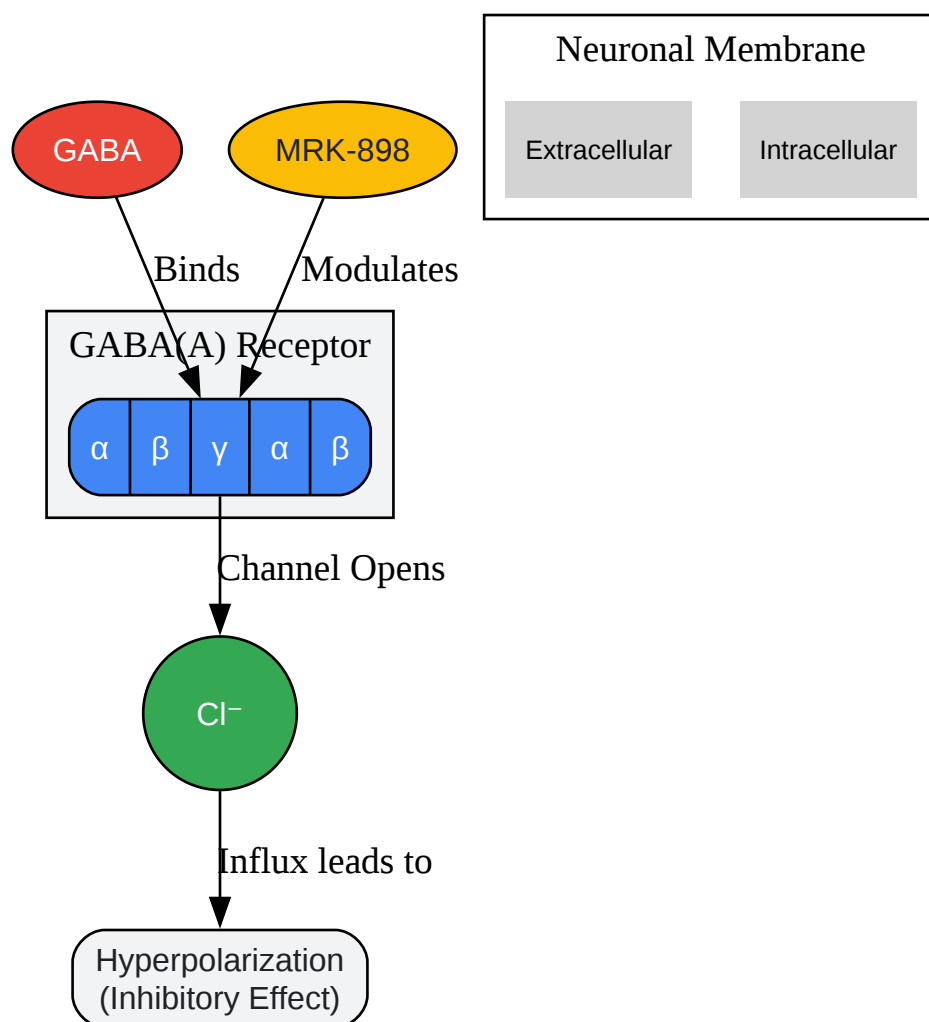 Neuronal Membrane
GABA
MRK-898
Extracellular
Intracellular
Binds
Modulates
GABA(A) Receptor
α β γ α β
Channel Opens
Cl⁻
Influx leads to
Hyperpolarization
(Inhibitory Effect)